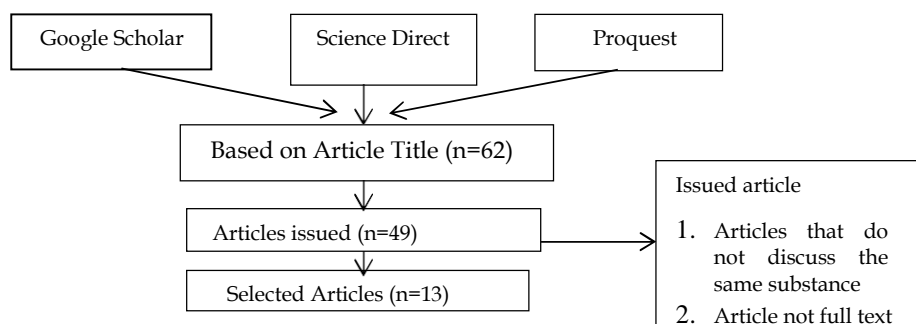 Google Scholar
Science Direct
Proquest
Based on Article Title (n=62)
Articles issued (n=49)
Selected Articles (n=13)
Issued article
1. Articles that do
not discuss the
same substance
2. Article not full text